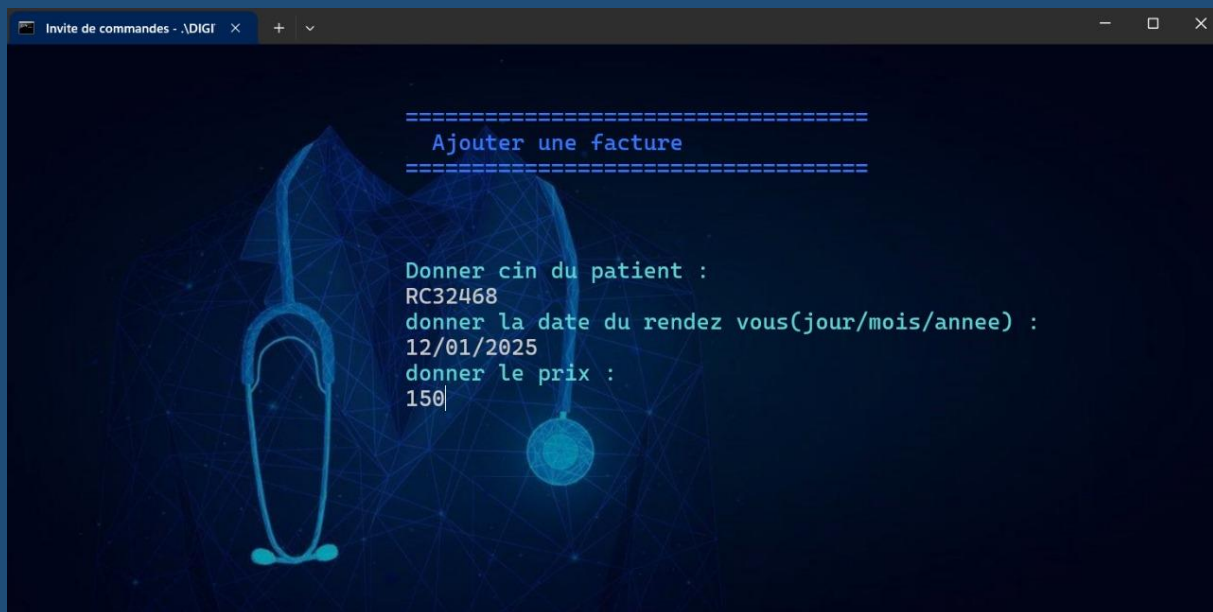 Invite de commandes - .\DIGI
==================================
Ajouter une facture
==================================
Donner cin du patient :
RC32468
donner la date du rendez vous(jour/mois/annee) :
12/01/2025
donner le prix :
150